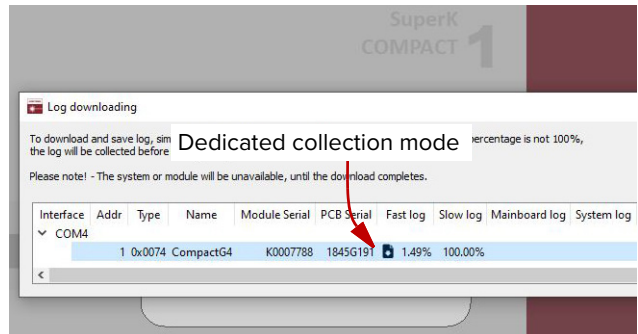 SuperK
COMPACT 1
Log downloading
To download and save log, sim ercentage is not 100%,
the log will be collected before
Dedicated collection mode
Please note! - The system or module will be unavailable, until the download completes.
Interface Addr Type Name Module Serial PCB Serial Fast log Slow log Mainboard log System log
COM4
1 0x0074 CompactG4 K0007788 1845G191 1.49% 100.00%